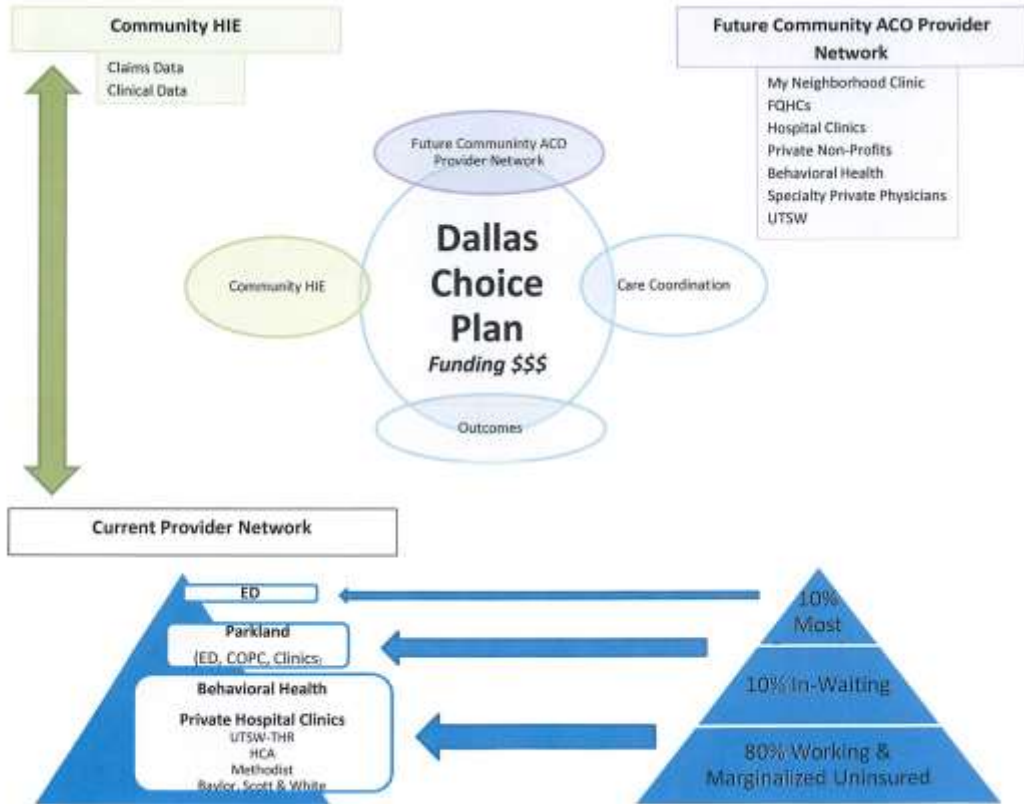 Community HIE
Claims Data
Clinical Data
Future Community ACO Provider
Network
My Neighborhood Clinic
FQHCs
Hospital Clinics
Private Non-Profits
Behavioral Health
Specialty Private Physicians
UTSW
Future Communinty ACO
Provider Network
Community HIE
Dallas
Choice
Plan
Funding $$$
Care Coordination
Outcomes
Current Provider Network
ED
Parkland
(ED, COPC, Clinics)
Behavioral Health
Private Hospital Clinics
UTSW-THR
HCA
Methodist
Baylor, Scott & White
10%
Most
10% In-Waiting
80% Working &
Marginalized Uninsured